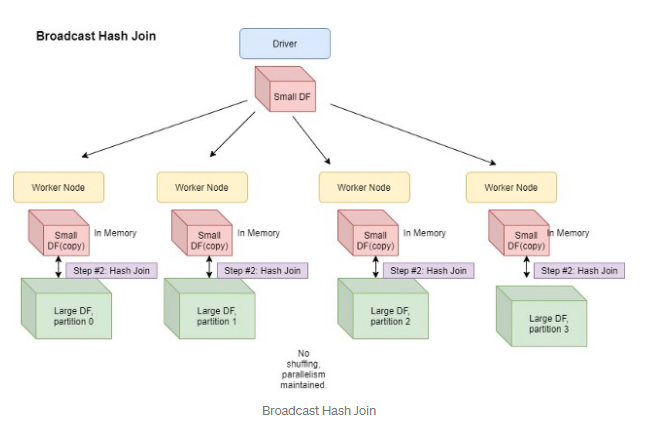 Broadcast Hash Join
Driver
Small DF
Worker Node
Worker Node
Worker Node
Worker Node
Small
DF(copy)
In Memory
Small
DF(copy)
In Memory
Small
DF(copy)
In Memory
Small
DF(copy)
In Memory
Step #2: Hash Join
Step #2: Hash Join
Step #2: Hash Join
Step #2: Hash Join
Large DF,
partition 0
Large DF,
partition 1
Large DF,
partition 2
Large DF,
partition 3
No
shuffing,
parallelism
maintained.
Broadcast Hash Join